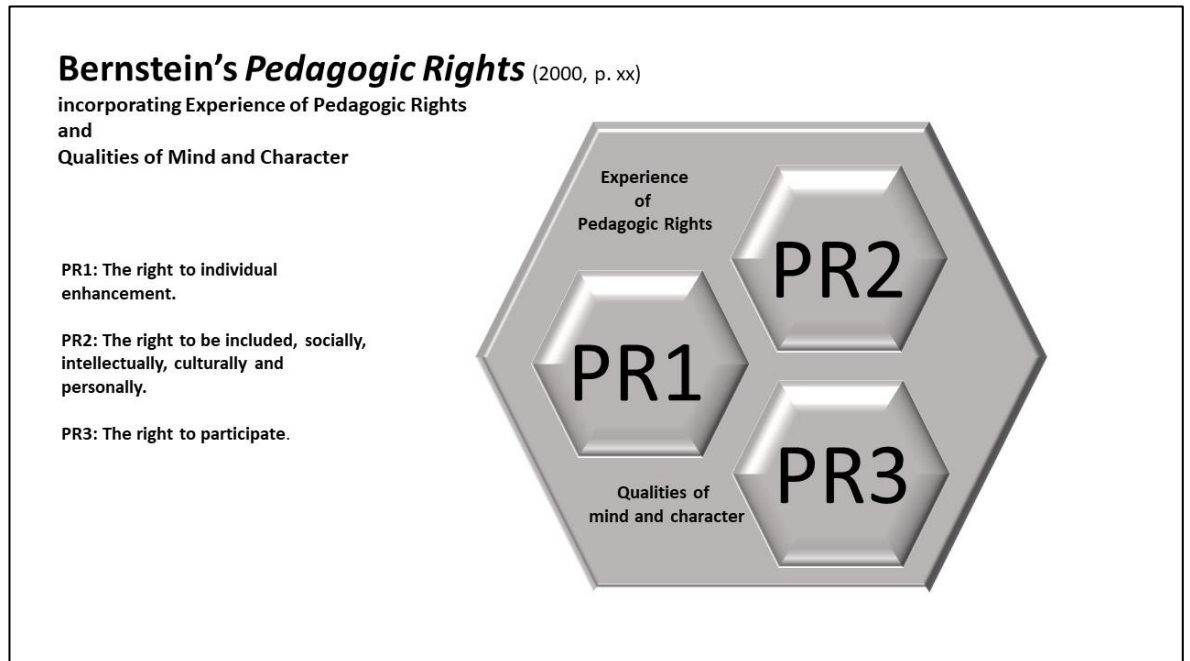 Bernstein's Pedagogic Rights (2000, p. xx)
incorporating Experience of Pedagogic Rights
and
Qualities of Mind and Character
PR1: The right to individual
enhancement.
PR2: The right to be included, socially,
intellectually, culturally and
personally.
PR3: The right to participate.
Experience
of
Pedagogic Rights
PR2
PR1
PR3
Qualities of
mind and character